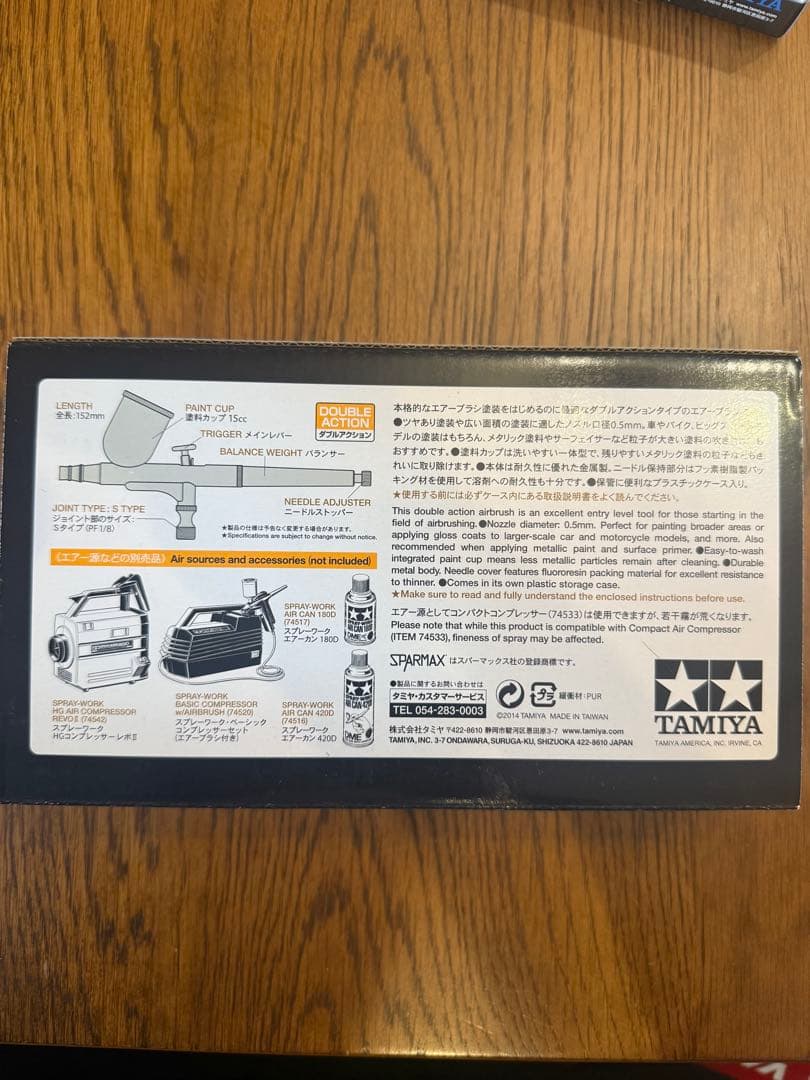 www.tamiya.com
LENGTH
全長:152mm
PAINT CUP
塗料カップ 15cc
DOUBLE
ACTION
ダブルアクション
TRIGGER メインレバー
BALANCE WEIGHT バランサー
NEEDLE ADJUSTER
ニードルストッパー
JOINT TYPE: S TYPE
ジョイント部のサイズ:
Sタイプ (PF1/8)
★製品の仕様は予告なく変更する場合があります。
★Specifications are subject to change without notice.
《エアー源などの別売品》 Air sources and accessories (not included)
SPRAY-WORK
AIR CAN 180D
(74517)
スプレーワーク
エアーカン 180D
SPRAY-WORK
HG AIR COMPRESSOR
REVO II (74542)
スプレーワーク
HGコンプレッサーレボII
SPRAY-WORK
BASIC COMPRESSOR
w/AIRBRUSH (74520)
スプレーワーク・ベーシック
コンプレッサーセット
(エアーブラシ付き)
SPRAY-WORK
AIR CAN 420D
(74516)
スプレーワーク
エアーカン 420D
本格的なエアーブラシ塗装をはじめるのに最適なダブルアクションタイプのエアーブラシ
●ツヤあり塗装や広い面積の塗装に適したノズル口径0.5mm。車やバイク、ビッグ
デルの塗装はもちろん、メタリック塗料やサーフェイサーなど粒子が大きい塗料の吹き
おすすめです。●塗料カップは洗いやすい一体型で、残りやすいメタリック塗料の粒子などもき
れいに取り除けます。●本体は耐久性に優れた金属製。ニードル保持部分はフッ素樹脂製パッ
キング材を使用して溶剤への耐久性も十分です。●保管に便利なプラスチックケース入り。
★使用する前には必ずケース内にある取扱説明書をよく読んでください。
This double action airbrush is an excellent entry level tool for those starting in the
field of airbrushing. ●Nozzle diameter: 0.5mm. Perfect for painting broader areas or
applying gloss coats to larger-scale car and motorcycle models, and more. Also
recommended when applying metallic paint and surface primer. ●Easy-to-wash
integrated paint cup means less metallic particles remain after cleaning. ●Durable
metal body. Needle cover features fluororesin packing material for excellent resistance
to thinner. ●Comes in its own plastic storage case.
★Make sure to read and fully understand the enclosed instructions before use.
エアー源としてコンパクトコンプレッサー(74533)は使用できますが、若干霧が荒くなります。
Please note that while this product is compatible with Compact Air Compressor
(ITEM 74533), fineness of spray may be affected.
SPARMAX はスパーマックス社の登録商標です。
●製品に関するお問い合わせは
タミヤ・カスタマーサービス
TEL 054-283-0003
プラ
緩衝材:PUR
©2014 TAMIYA MADE IN TAIWAN
株式会社タミヤ 〒422-8610 静岡市駿河区恩田原3-7 www.tamiya.com
TAMIYA, INC. 3-7 ONDAWARA, SURUGA-KU, SHIZUOKA 422-8610 JAPAN
TAMIYA
TAMIYA AMERICA, INC. IRVINE, CA